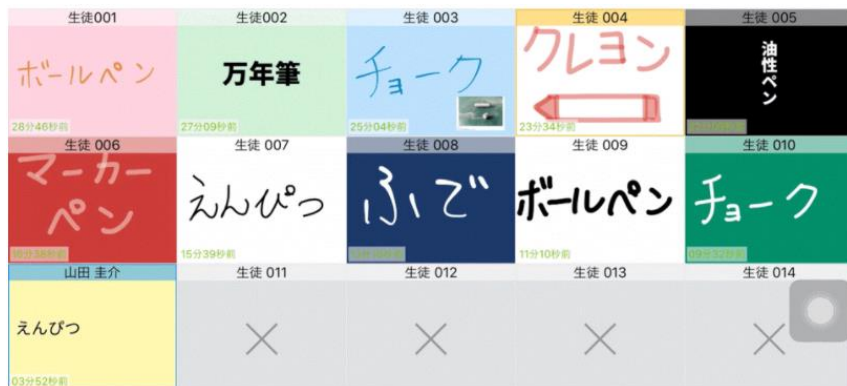 生徒001
生徒002
生徒 003
生徒 004
生徒 005
ボールペン
万年筆
チョーク
クレヨン
油性ペン
28分46秒前
27分09秒前
25分04秒前
23分34秒前
生徒 006
生徒 007
生徒 008
生徒 009
生徒 010
マーカー
ペン
えんぴつ
ふで
ボールペン
チョーク
15分39秒前
11分10秒前
09分32秒前
山田 圭介
生徒 011
生徒 012
生徒 013
生徒 014
えんぴつ
03分52秒前